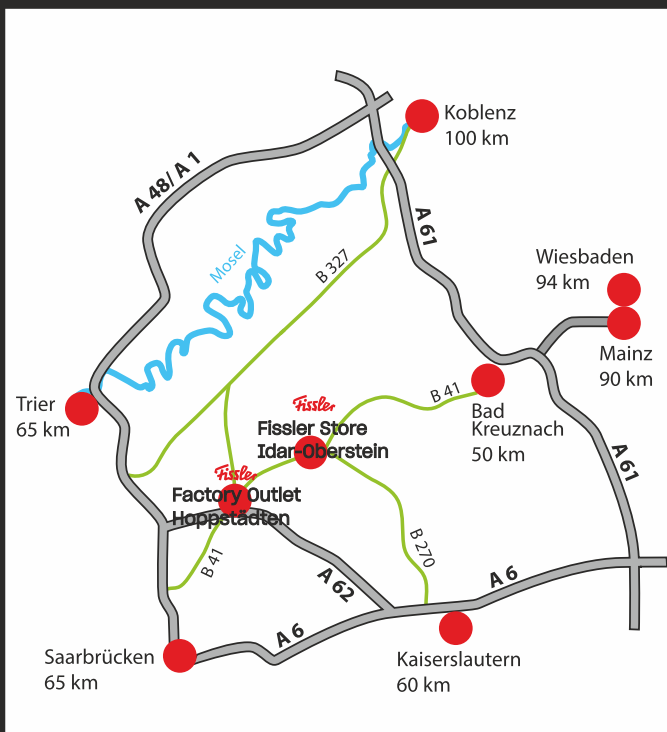 Koblenz
100 km
A 48/ A 1
A 61
Mosel
B 327
Wiesbaden
94 km
Mainz
90 km
Trier
65 km
B 41
Bad
Kreuznach
50 km
Fissler
Fissler Store
Idar-Oberstein
Fissler
Factory Outlet
Hoppstädten
A 61
B 41
B 270
A 62
A 6
A 6
Saarbrücken
65 km
Kaiserslautern
60 km